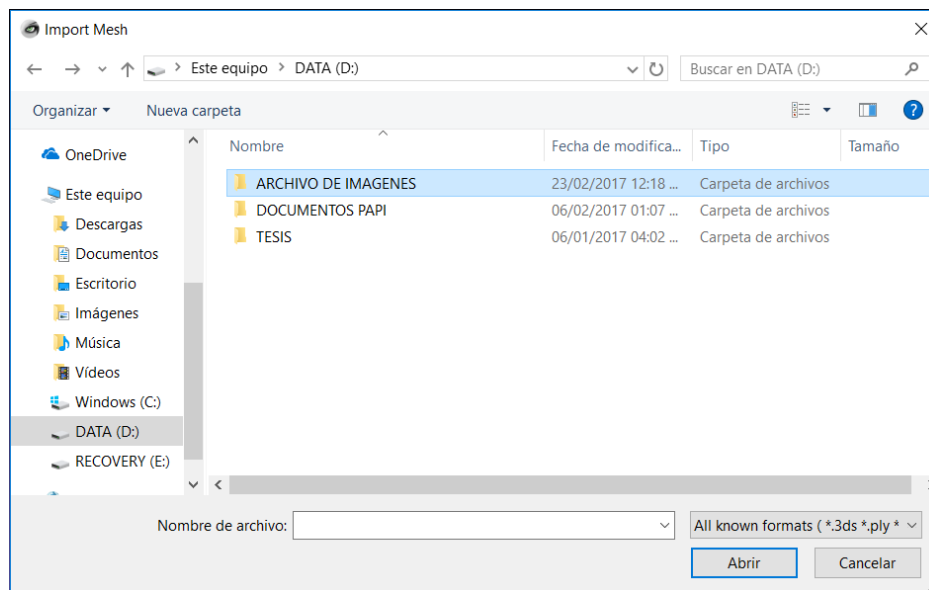 Import Mesh
Este equipo > DATA (D:)
Buscar en DATA (D:)
Organizar
Nueva carpeta
?
OneDrive
Este equipo
Descargas
Documentos
Escritorio
Imágenes
Música
Vídeos
Windows (C:)
DATA (D:)
RECOVERY (E:)
Nombre Fecha de modifica... Tipo Tamaño
ARCHIVO DE IMAGENES 23/02/2017 12:18 ... Carpeta de archivos
DOCUMENTOS PAPI 06/02/2017 01:07 ... Carpeta de archivos
TESIS 06/01/2017 04:02 ... Carpeta de archivos
Nombre de archivo:
All known formats ( *.3ds *.ply *
Abrir Cancelar